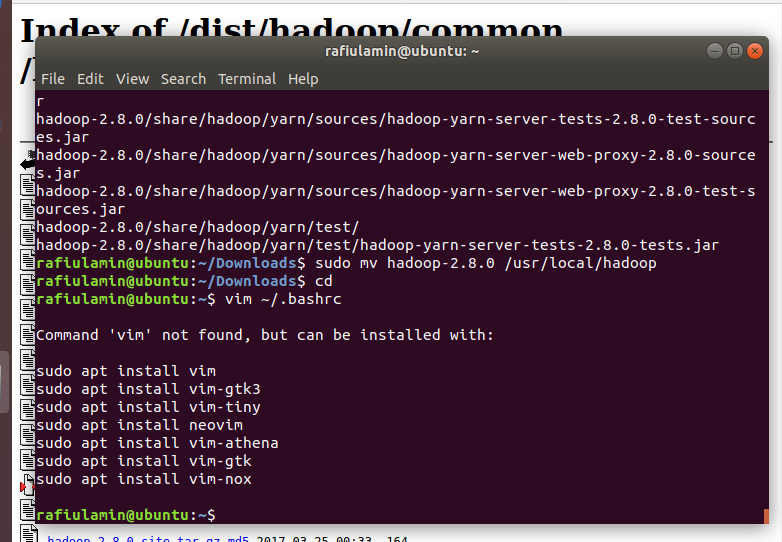 Index of /dist/hadoop/common
rafiulamin@ubuntu: ~
File Edit View Search Terminal Help
r
hadoop-2.8.0/share/hadoop/yarn/sources/hadoop-yarn-server-tests-2.8.0-test-sourc
es.jar
hadoop-2.8.0/share/hadoop/yarn/sources/hadoop-yarn-server-web-proxy-2.8.0-source
s.jar
hadoop-2.8.0/share/hadoop/yarn/sources/hadoop-yarn-server-web-proxy-2.8.0-test-s
ources.jar
hadoop-2.8.0/share/hadoop/yarn/test/
hadoop-2.8.0/share/hadoop/yarn/test/hadoop-yarn-server-tests-2.8.0-tests.jar
rafiulamin@ubuntu:~/Downloads$ sudo mv hadoop-2.8.0 /usr/local/hadoop
rafiulamin@ubuntu:~/Downloads$ cd
rafiulamin@ubuntu:~$ vim ~/.bashrc
Command 'vim' not found, but can be installed with:
sudo apt install vim
sudo apt install vim-gtk3
sudo apt install vim-tiny
sudo apt install neovim
sudo apt install vim-athena
sudo apt install vim-gtk
sudo apt install vim-nox
rafiulamin@ubuntu:~$
hadoop-2.8.0-site.tar.gz.md5 2017-03-25 00:33 164